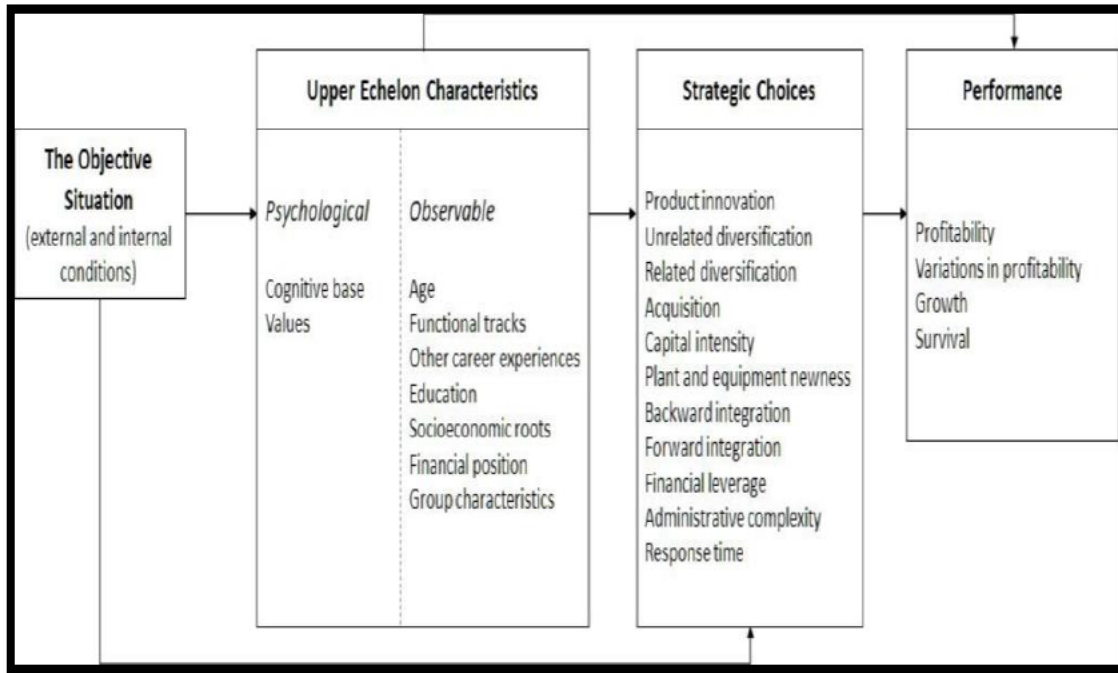 The Objective
Situation
(external and internal
conditions)
Upper Echelon Characteristics
Psychological
Cognitive base
Values
Observable
Age
Functional tracks
Other career experiences
Education
Socioeconomic roots
Financial position
Group characteristics
Strategic Choices
Product innovation
Unrelated diversification
Related diversification
Acquisition
Capital intensity
Plant and equipment newness
Backward integration
Forward integration
Financial leverage
Administrative complexity
Response time
Performance
Profitability
Variations in profitability
Growth
Survival